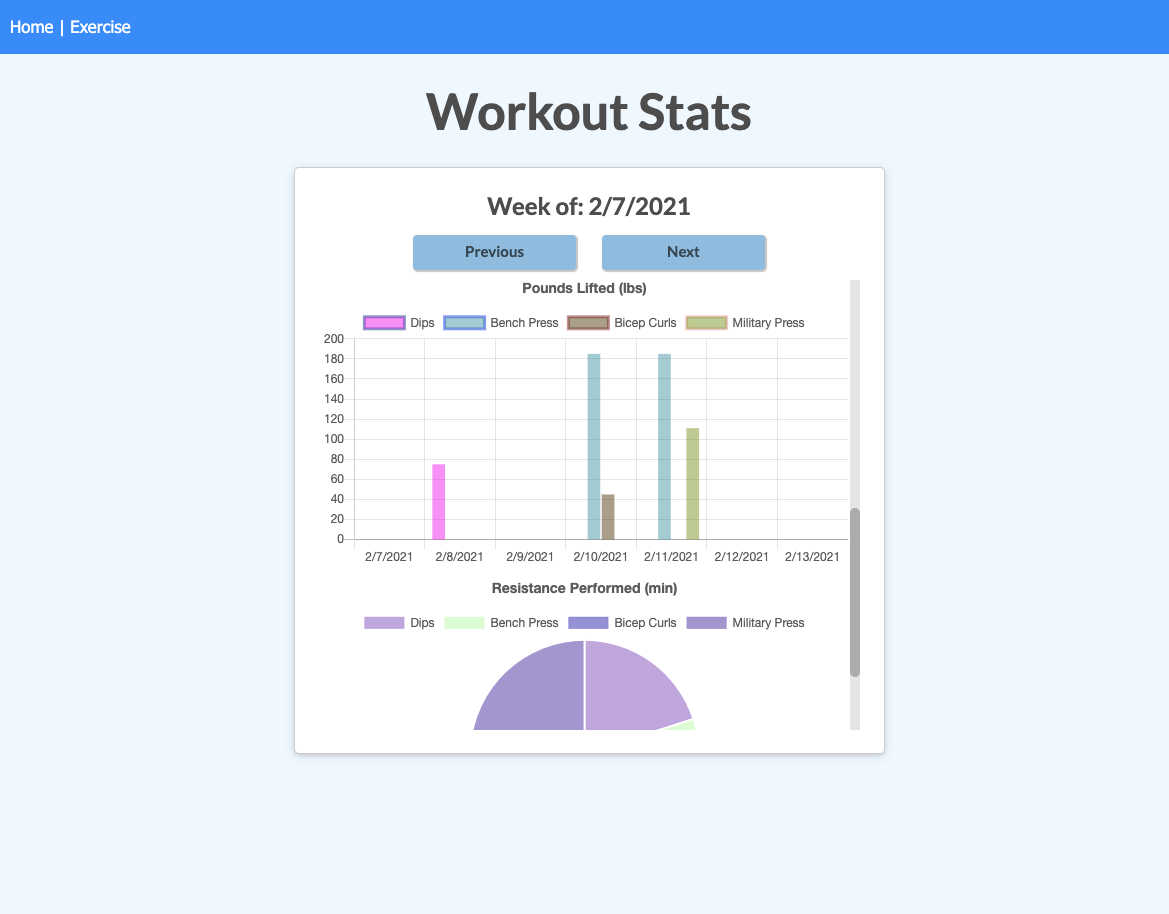 Home | Exercise
Workout Stats
Week of: 2/7/2021
Previous Next
Pounds Lifted (lbs)
Dips Bench Press Bicep Curls Military Press
200
180
160
140
120
100
80
60
40
20
0
2/7/2021 2/8/2021 2/9/2021 2/10/2021 2/11/2021 2/12/2021 2/13/2021
Resistance Performed (min)
Dips Bench Press Bicep Curls Military Press